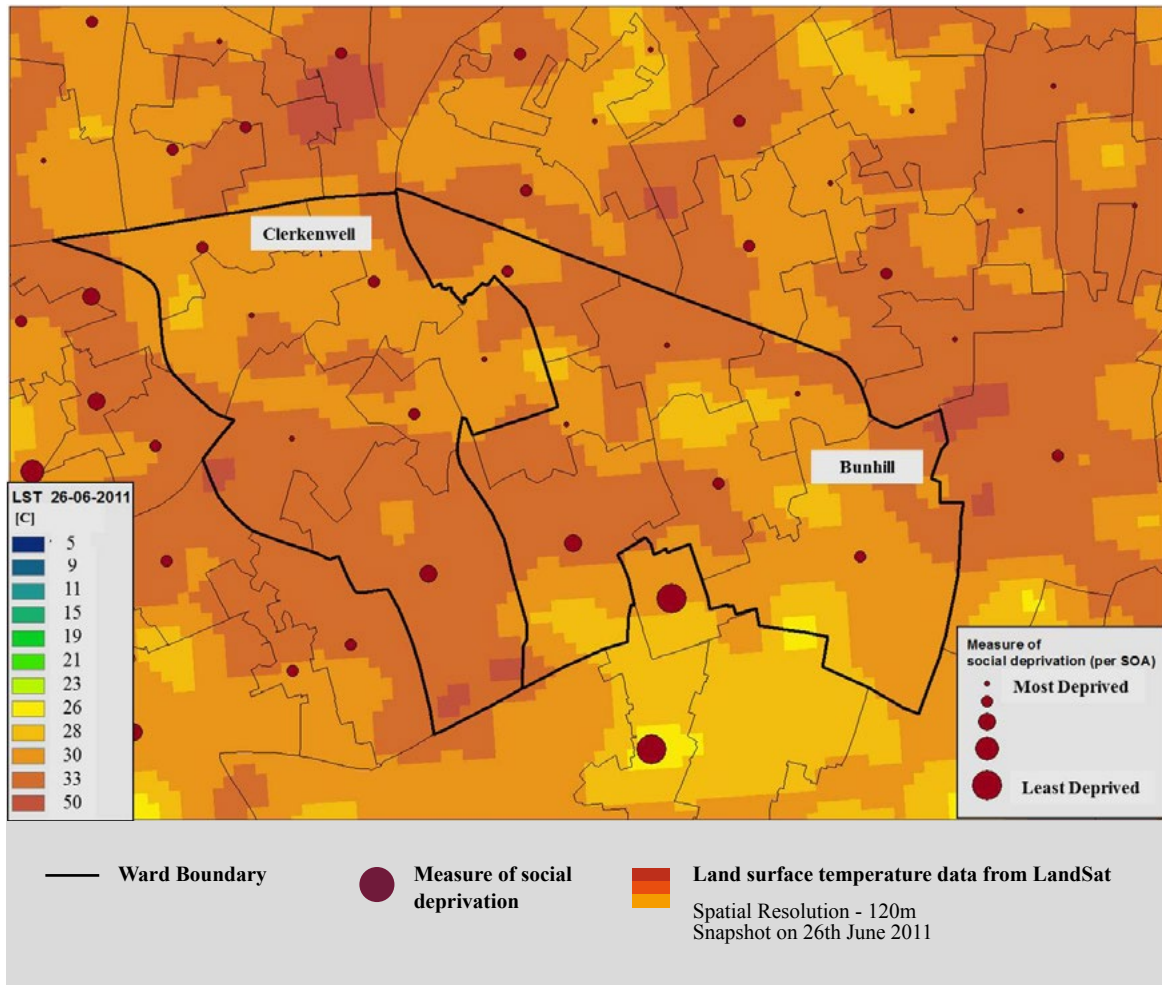 Clerkenwell
Bunhill
LST 26-06-2011
[C]
5
9
11
15
19
21
23
26
28
30
33
50
Measure of
social deprivation (per SOA)
Most Deprived
Least Deprived
Ward Boundary
Measure of social
deprivation
Land surface temperature data from LandSat
Spatial Resolution - 120m
Snapshot on 26th June 2011